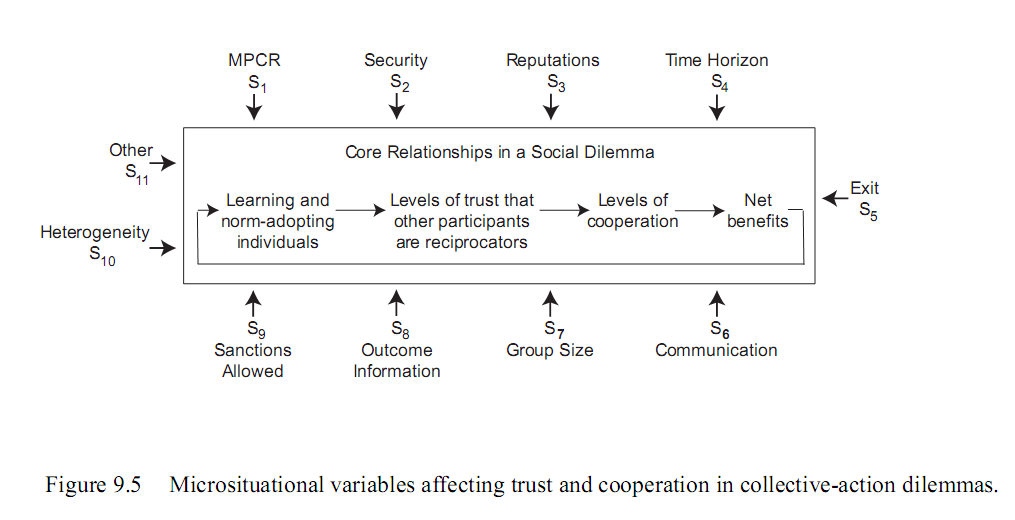 MPCR
S1
Security
S2
Reputations
S3
Time Horizon
S4
Other
S11
Core Relationships in a Social Dilemma
Exit
S5
Learning and
norm-adopting
individuals
Levels of trust that
other participants
are reciprocators
Levels of
cooperation
Net
benefits
Heterogeneity
S10
S9
Sanctions
Allowed
S8
Outcome
Information
S7
Group Size
S6
Communication
Figure 9.5 Microsituational variables affecting trust and cooperation in collective-action dilemmas.